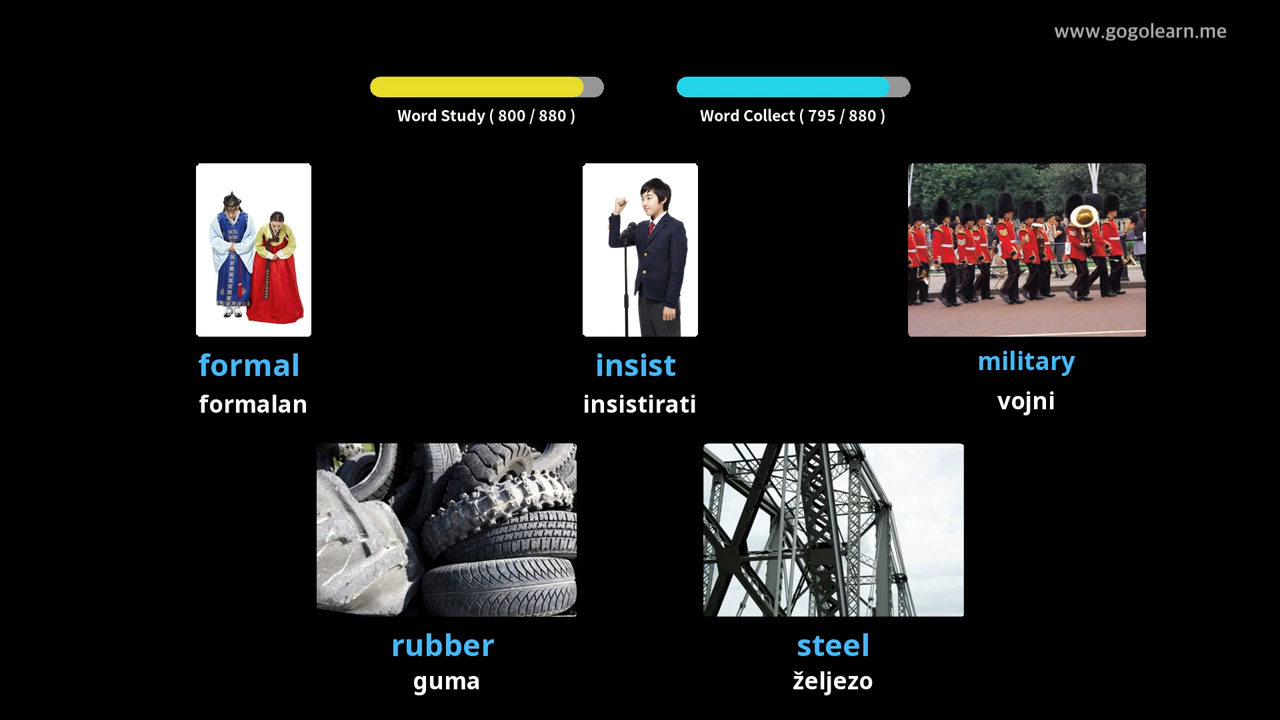 www.gogolearn.me
Word Study ( 800 / 880 )
Word Collect ( 795 / 880 )
formal
formalan
insist
insistirati
military
vojni
rubber
guma
steel
željezo